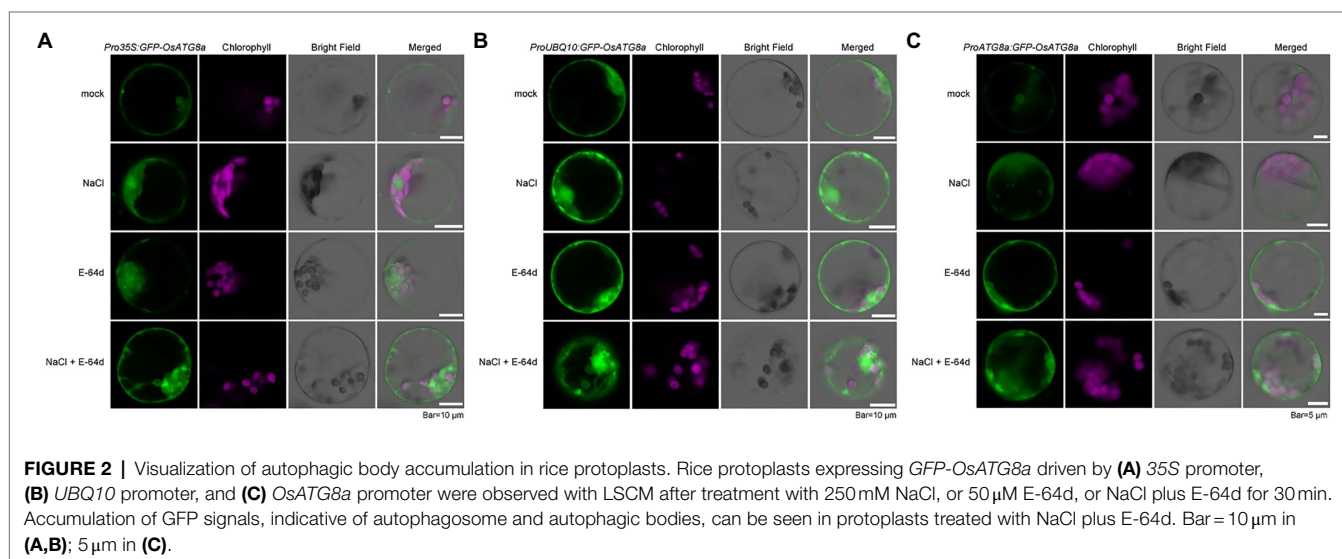 A
Pro35S:GFP-OsATG8a Chlorophyll Bright Field Merged
mock
NaCl
E-64d
NaCl + E-64d
Bar=10 μm
B
ProUBQ10:GFP-OsATG8a Chlorophyll Bright Field Merged
mock
NaCl
E-64d
NaCl + E-64d
Bar=10 μm
C
ProATG8a:GFP-OsATG8a Chlorophyll Bright Field Merged
mock
NaCl
E-64d
NaCl + E-64d
Bar=5 μm
FIGURE 2 | Visualization of autophagic body accumulation in rice protoplasts. Rice protoplasts expressing GFP-OsATG8a driven by (A) 35S promoter,
(B) UBQ10 promoter, and (C) OsATG8a promoter were observed with LSCM after treatment with 250 mM NaCl, or 50 μM E-64d, or NaCl plus E-64d for 30 min.
Accumulation of GFP signals, indicative of autophagosome and autophagic bodies, can be seen in protoplasts treated with NaCl plus E-64d. Bar = 10 μm in
(A,B); 5 μm in (C).